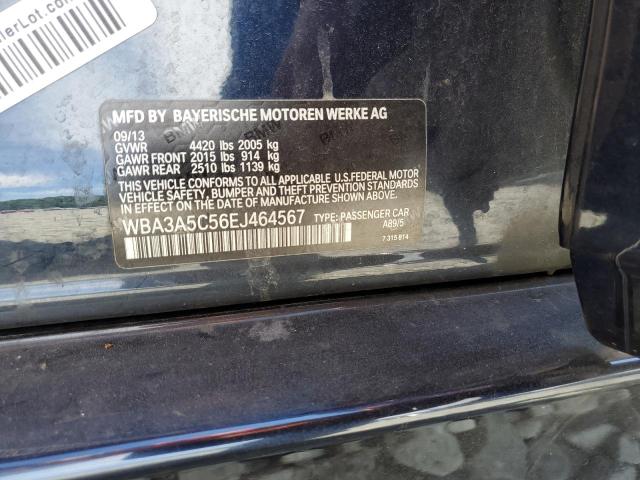 llerLot.com
MFD BY BAYERISCHE MOTOREN WERKE AG
09/13
GVWR 4420 lbs 2005 kg
GAWR FRONT 2015 lbs 914 kg
GAWR REAR 2510 lbs 1139 kg
THIS VEHICLE CONFORMS TO ALL APPLICABLE U.S.FEDERAL MOTOR
VEHICLE SAFETY, BUMPER AND THEFT PREVENTION STANDARDS IN
EFFECT ON THE DATE OF MANUFACTURE SHOWN ABOVE.
WBA3A5C56EJ464567 TYPE: PASSENGER CAR
A89/5
7 315 814